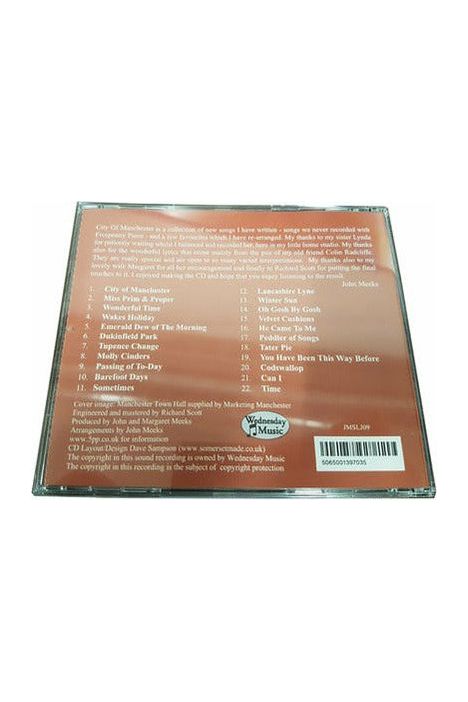 City Of Manchester is a collection of new songs I have written - songs we never recorded with
Fivepenny Piece - and a few favourites which I have re-arranged. My thanks to my sister Lynda
for patiently waiting while I balanced and recorded her, here in my little home studio. My thanks
also for the wonderful lyrics that come mainly from the pen of my old friend Colin Radcliffe.
They are really special and are open to so many varied interpretations. My thanks also to my
lovely wife Margaret for all her encouragement and finally to Richard Scott for putting the final
touches to it. I enjoyed making the CD and hope that you enjoy listening to the result.
John Meeks
1. City of Manchester
2. Miss Prim & Proper
3. Wonderful Time
4. Wakes Holiday
5. Emerald Dew of The Morning
6. Dukinfield Park
7. Tupence Change
8. Molly Cinders
9. Passing of To-Day
10. Barefoot Days
11. Sometimes
12. Lancashire Lyne
13. Winter Sun
14. Oh Gosh By Gosh
15. Velvet Cushions
16. He Came To Me
17. Pedlar of Songs
18. Tater Pie
19. You Have Been This Way Before
20. Codswallop
21. Can I
22. Time
Cover image: Manchester Town Hall supplied by Marketing Manchester
Engineered and mastered by Richard Scott
Produced by John and Margaret Meeks
Arrangements by John Meeks
www.5pp.co.uk for information
CD Layout/Design Dave Sampson (www.somersetmade.co.uk)
The copyright in this sound recording is owned by Wednesday Music
The copyright in this recording is the subject of copyright protection
Wednesday
Music
JMSLJ09
5065001397035